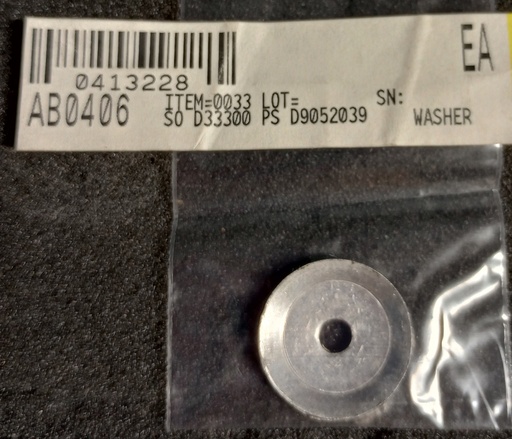 EA
0413228
AB0406 ITEM=0033 LOT= SN:
SO D33300 PS D9052039 WASHER